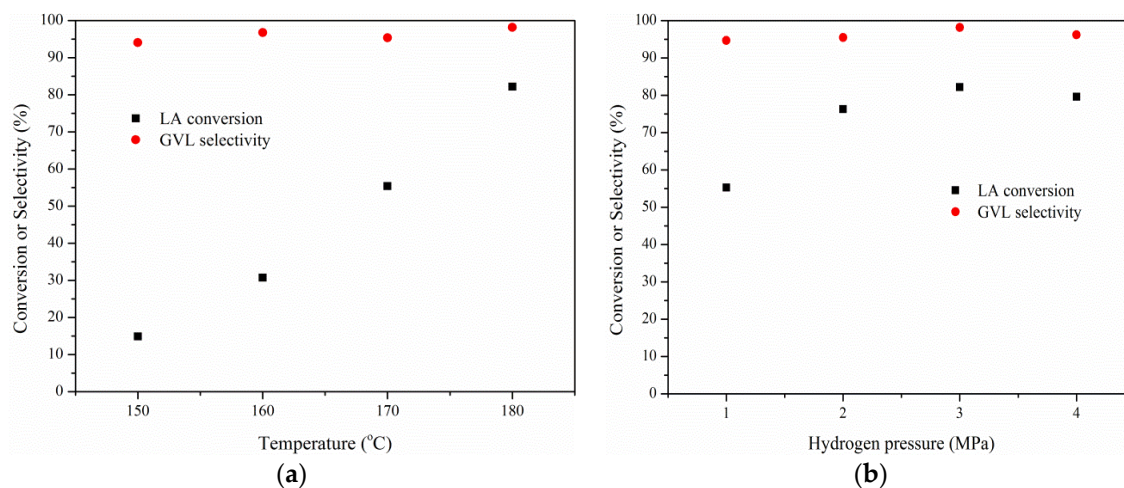 100
90
80
70
60
50
40
30
20
10
0
Conversion or Selectivity (%)
LA conversion
GVL selectivity
150 160 170 180
Temperature (°C)
(a)
100
90
80
70
60
50
40
30
20
10
0
Conversion or Selectivity (%)
LA conversion
GVL selectivity
1 2 3 4
Hydrogen pressure (MPa)
(b)